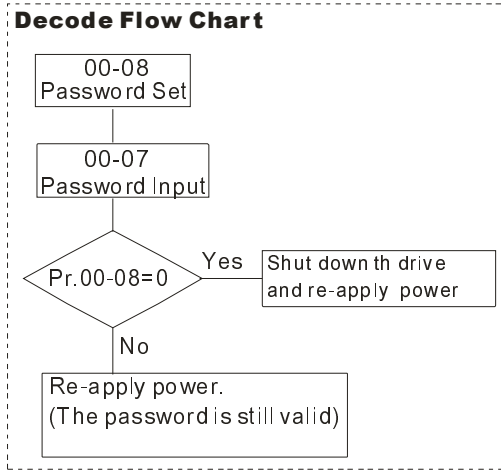 Decode Flow Chart
00-08
Password Set
00-07
Password Input
Pr.00-08=0
Yes
Shut down th drive
and re-apply power
No
Re-apply power.
(The password is still valid)